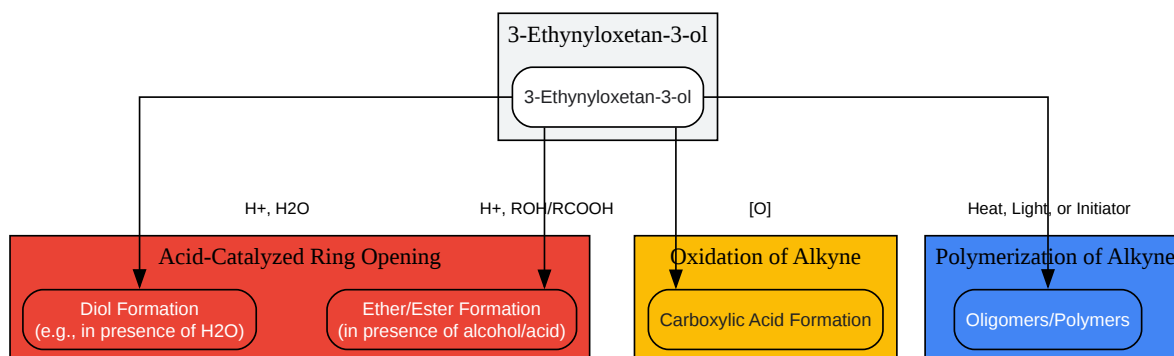 3-Ethynyloxetan-3-ol
3-Ethynyloxetan-3-ol
H+, H2O
H+, ROH/RCOOH
[O]
Heat, Light, or Initiator
Acid-Catalyzed Ring Opening
Oxidation of Alkyne
Polymerization of Alkyne
Diol Formation
(e.g., in presence of H2O)
Ether/Ester Formation
(in presence of alcohol/acid)
Carboxylic Acid Formation
Oligomers/Polymers